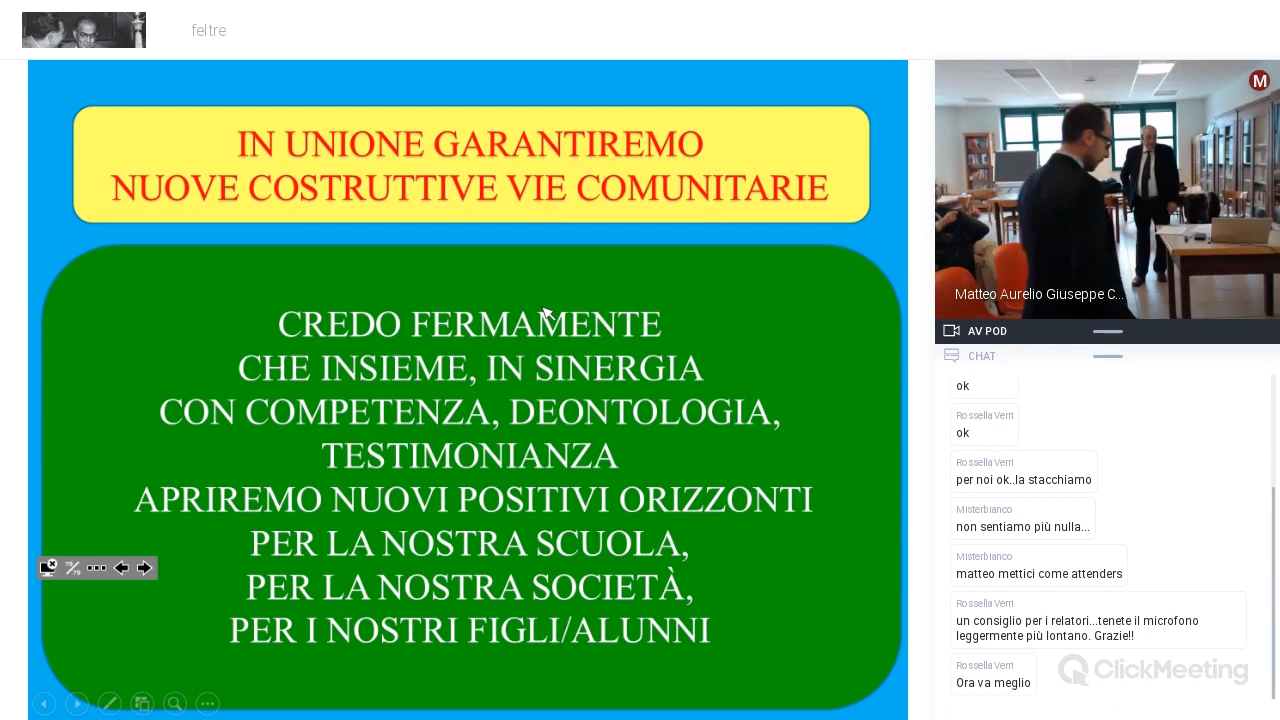 feltre
IN UNIONE GARANTIREMO
NUOVE COSTRUTTIVE VIE COMUNITARIE
CREDO FERMAMENTE
CHE INSIEME, IN SINERGIA
CON COMPETENZA, DEONTOLOGIA,
TESTIMONIANZA
APRIREMO NUOVI POSITIVI ORIZZONTI
PER LA NOSTRA SCUOLA,
PER LA NOSTRA SOCIETÀ,
PER I NOSTRI FIGLI/ALUNNI
79/79
M
Matteo Aurelio Giuseppe C...
AV POD
CHAT
ok
Rossella Verri
ok
Rossella Verri
per noi ok..la stacchiamo
Misterbianco
non sentiamo più nulla...
Misterbianco
matteo mettici come attenders
Rossella Verri
un consiglio per i relatori...tenete il microfono
leggermente più lontano. Grazie!!
Rossella Verri
Ora va meglio
ClickMeeting